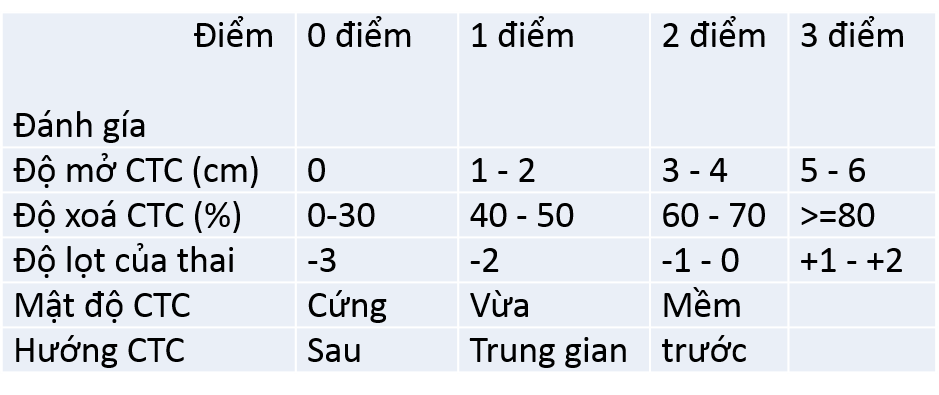 Điểm 0 điểm 1 điểm 2 điểm 3 điểm
Đánh gía
Độ mở CTC (cm) 0 1 - 2 3 - 4 5 - 6
Độ xoá CTC (%) 0-30 40 - 50 60 - 70 >=80
Độ lọt của thai -3 -2 -1 - 0 +1 - +2
Mật độ CTC Cứng Vừa Mềm
Hướng CTC Sau Trung gian trước